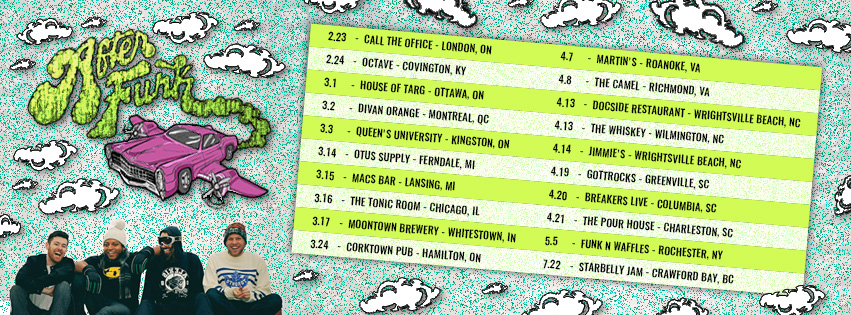 After
Funk
2.23 - CALL THE OFFICE - LONDON, ON
2.24 - OCTAVE - COVINGTON, KY
3.1 - HOUSE OF TARG - OTTAWA, ON
3.2 - DIVAN ORANGE - MONTREAL, QC
3.3 - QUEEN'S UNIVERSITY - KINGSTON, ON
3.14 - OTUS SUPPLY - FERNDALE, MI
3.15 - MACS BAR - LANSING, MI
3.16 - THE TONIC ROOM - CHICAGO, IL
3.17 - MOONTOWN BREWERY - WHITESTOWN, IN
3.24 - CORKTOWN PUB - HAMILTON, ON
4.7 - MARTIN'S - ROANOKE, VA
4.8 - THE CAMEL - RICHMOND, VA
4.13 - DOCSIDE RESTAURANT - WRIGHTSVILLE BEACH, NC
4.13 - THE WHISKEY - WILMINGTON, NC
4.14 - JIMMIE'S - WRIGHTSVILLE BEACH, NC
4.19 - GOTTROCKS - GREENVILLE, SC
4.20 - BREAKERS LIVE - COLUMBIA, SC
4.21 - THE POUR HOUSE - CHARLESTON, SC
5.5 - FUNK N WAFFLES - ROCHESTER, NY
7.22 - STARBELLY JAM - CRAWFORD BAY, BC